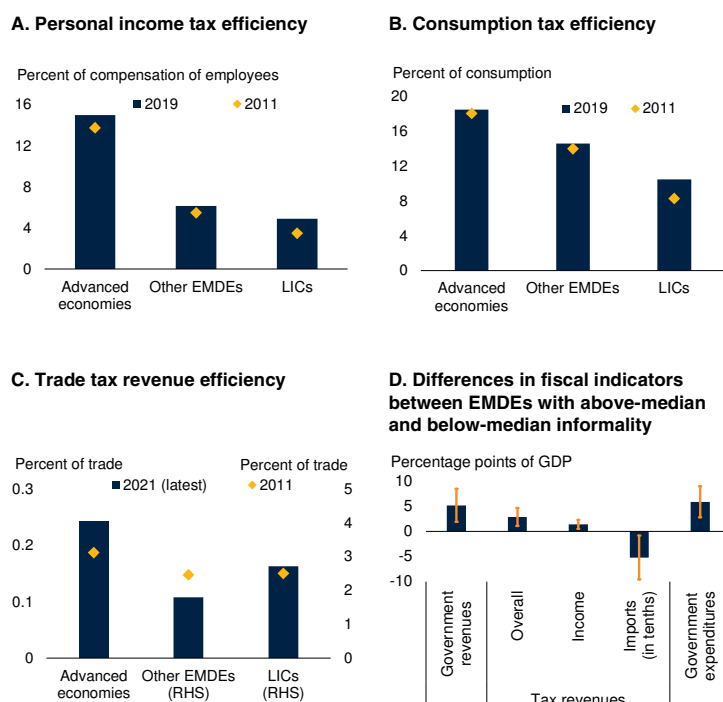 A. Personal income tax efficiency
Percent of compensation of employees
16
12
8
4
0
2019
2011
Advanced
economies
Other EMDEs
LICs
B. Consumption tax efficiency
Percent of consumption
20
16
12
8
4
0
2019
2011
Advanced
economies
Other EMDEs
LICs
C. Trade tax revenue efficiency
Percent of trade
Percent of trade
0.3
0.2
0.1
0
5
4
3
2
1
0
2021 (latest)
2011
Advanced
economies
Other EMDEs
(RHS)
LICs
(RHS)
D. Differences in fiscal indicators
between EMDEs with above-median
and below-median informality
Percentage points of GDP
10
5
0
-5
-10
Government
revenues
Overall
Income
Imports
(in tenths)
Government
expenditures
Tax revenues